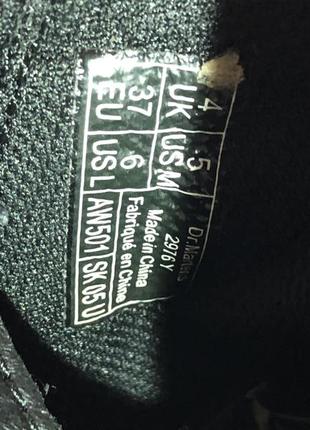 4 5 Dr.Martens
UK US M 2976 Y
37 6 Made in China
EU US L Fabriqué en Chine
AW501 SK 05 U